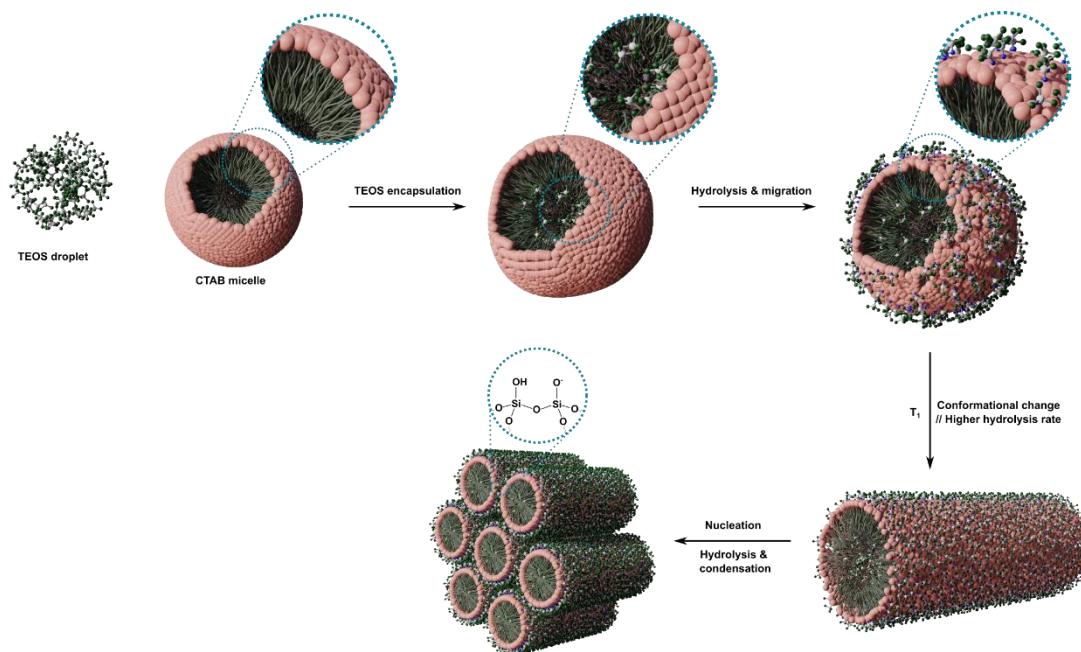 TEOS droplet
CTAB micelle
TEOS encapsulation
Hydrolysis & migration
T1
Conformational change
// Higher hydrolysis rate
OH
O-
Si
Si
O
O
O
O
O
Nucleation
Hydrolysis &
condensation